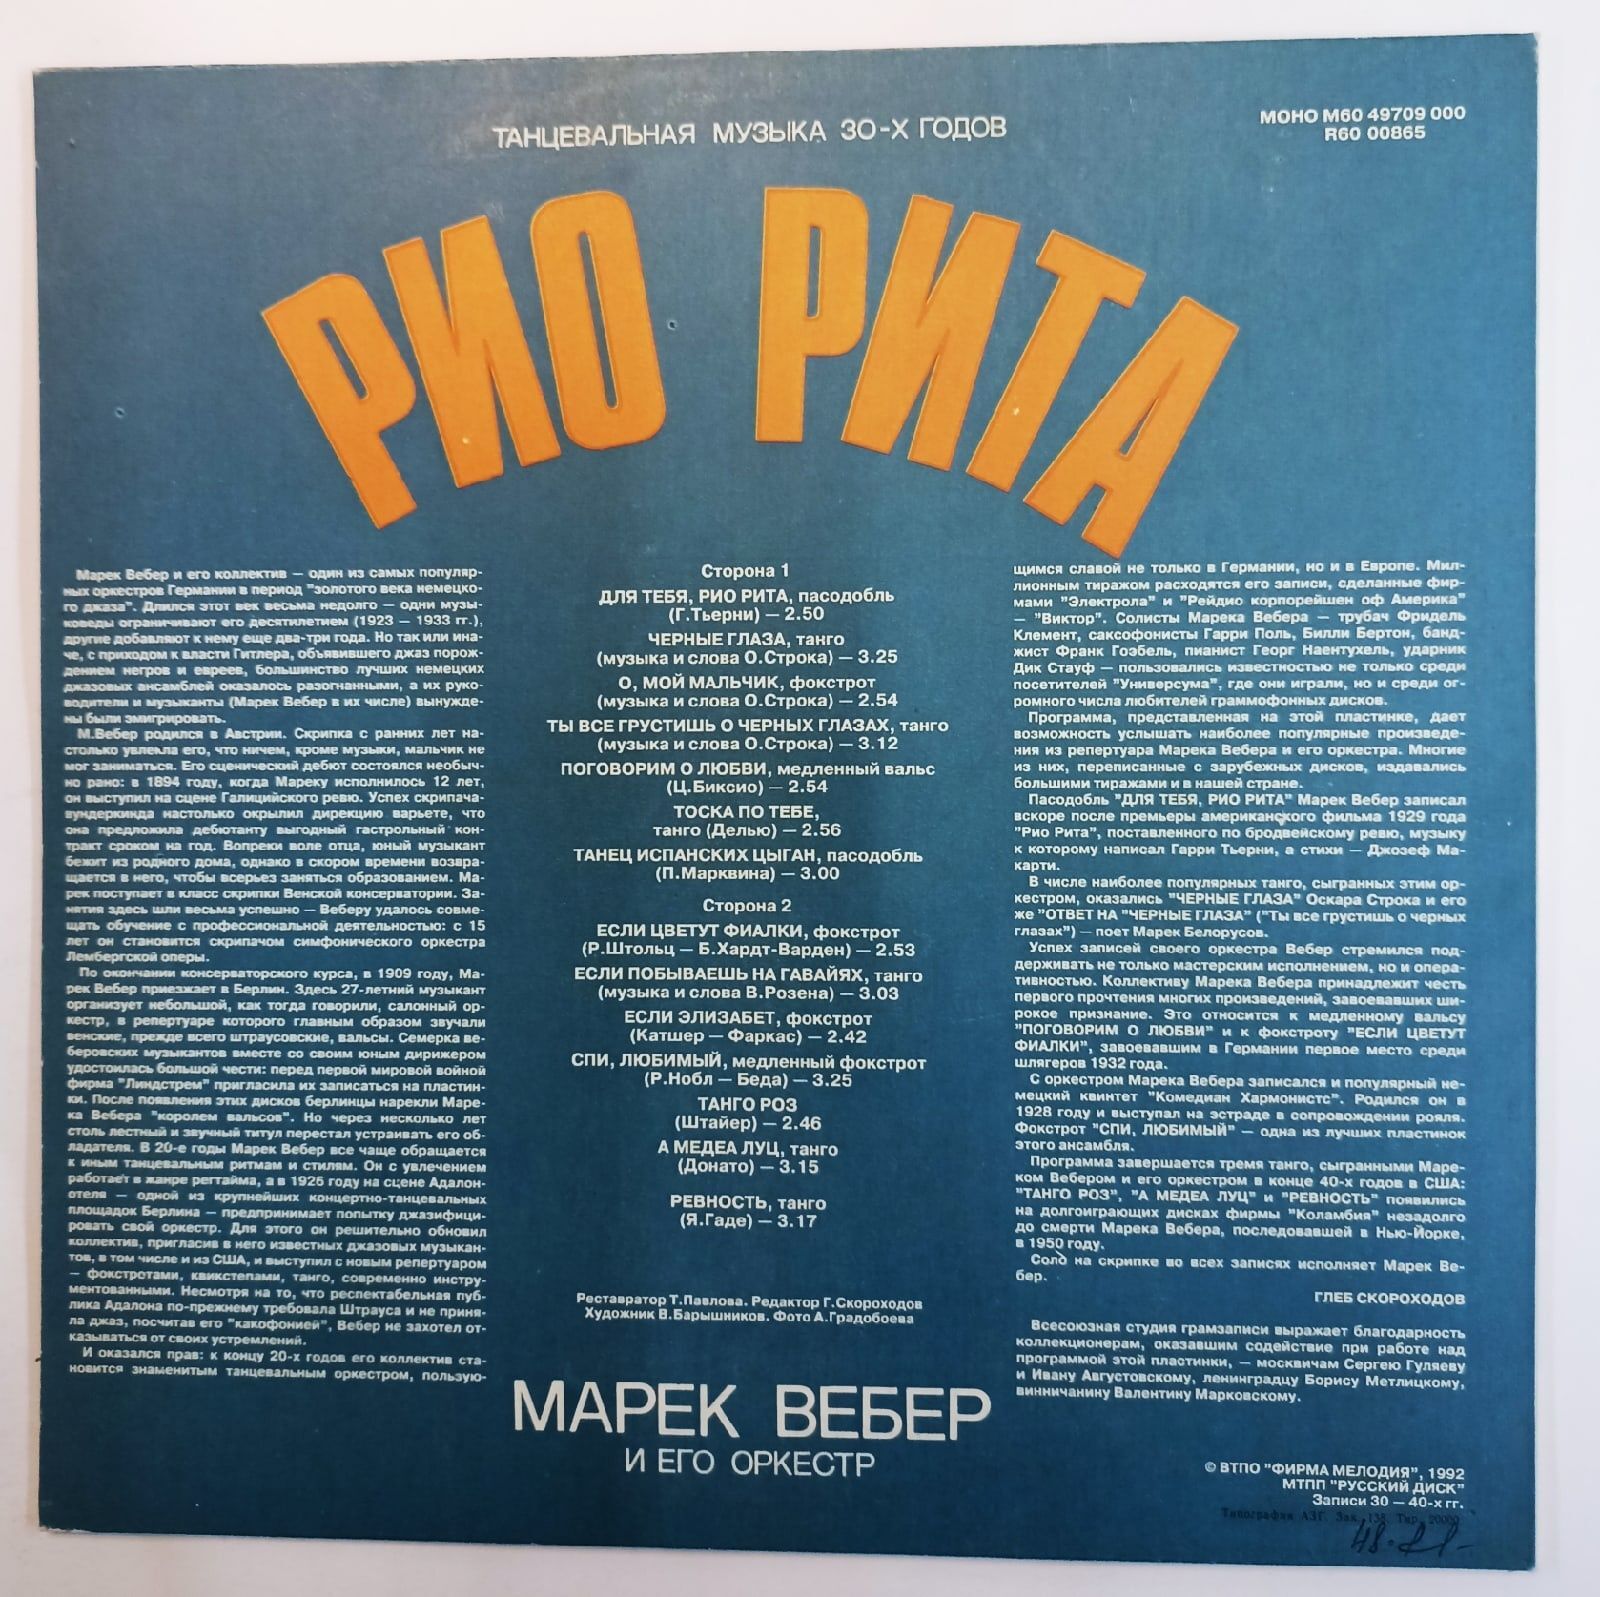 ТАНЦЕВАЛЬНАЯ МУЗЫКА 30-Х ГОДОВ
МОНО М60 49709 000
R60 00865
РИО РИТА
Марек Вебер и его коллектив — один из самых популяр-
ных оркестров Германии в период "золотого века немецко-
го джаза". Длился этот век весьма недолго — одни музы-
коведы ограничивают его десятилетием (1923 — 1933 гг.),
другие добавляют к нему еще два-три года. Но так или ина-
че, с приходом к власти Гитлера, объявившего джаз порож-
дением негров и евреев, большинство лучших немецких
джазовых ансамблей оказалось разогнанными, а их руко-
водители и музыканты (Марек Вебер в их числе) вынужде-
ны были эмигрировать.
М.Вебер родился в Австрии. Скрипка с ранних лет на-
столько увлекла его, что ничем, кроме музыки, мальчик не
мог заниматься. Его сценический дебют состоялся необыч-
но рано: в 1894 году, когда Мареку исполнилось 12 лет,
он выступил на сцене Галицийского ревю. Успех скрипача-
вундеркинда настолько окрылил дирекцию варьете, что
она предложила дебютанту выгодный гастрольный кон-
тракт сроком на год. Вопреки воле отца, юный музыкант
бежит из родного дома, однако в скором времени возвра-
щается в него, чтобы всерьез заняться образованием. Ма-
рек поступает в класс скрипки Венской консерватории. За-
нятия здесь шли весьма успешно — Веберу удалось совме-
щать обучение с профессиональной деятельностью: с 15
лет он становится скрипачом симфонического оркестра
Лембергской оперы.
По окончании консерваторского курса, в 1909 году, Ма-
рек Вебер приезжает в Берлин. Здесь 27-летний музыкант
организует небольшой, как тогда говорили, салонный ор-
кестр, в репертуаре которого главным образом звучали
венские, прежде всего штраусовские, вальсы. Семерка ве-
беровских музыкантов вместе со своим юным дирижером
удостоилась большой чести: перед первой мировой войной
фирма "Линдстрем" пригласила их записаться на пластин-
ки. После появления этих дисков берлинцы нарекли Маре-
ка Вебера "королем вальсов". Но через несколько лет
столь лестный и звучный титул перестал устраивать его об-
ладателя. В 20-е годы Марек Вебер все чаще обращается
к иным танцевальным ритмам и стилям. Он с увлечением
работает в жанре регтайма, а в 1925 году на сцене Адалон-
отеля — одной из крупнейших концертно-танцевальных
площадок Берлина — предпринимает попытку джазифици-
ровать свой оркестр. Для этого он решительно обновил
коллектив, пригласив в него известных джазовых музыкан-
тов, в том числе и из США, и выступил с новым репертуаром
— фокстротами, квикстепами, танго, современно инстру-
ментованными. Несмотря на то, что респектабельная пуб-
лика Адалона по-прежнему требовала Штрауса и не приня-
ла джаз, посчитав его "какофонией", Вебер не захотел от-
казываться от своих устремлений.
И оказался прав: к концу 20-х годов его коллектив ста-
новится знаменитым танцевальным оркестром, пользую-
Сторона 1
ДЛЯ ТЕБЯ, РИО РИТА, пасодобль
(Г.Тьерни) — 2.50
ЧЕРНЫЕ ГЛАЗА, танго
(музыка и слова О.Строка) — 3.25
О, МОЙ МАЛЬЧИК, фокстрот
(музыка и слова О.Строка) — 2.54
ТЫ ВСЕ ГРУСТИШЬ О ЧЕРНЫХ ГЛАЗАХ, танго
(музыка и слова О.Строка) — 3.12
ПОГОВОРИМ О ЛЮБВИ, медленный вальс
(Ц.Биксио) — 2.54
ТОСКА ПО ТЕБЕ,
танго (Делью) — 2.56
ТАНЕЦ ИСПАНСКИХ ЦЫГАН, пасодобль
(П.Марквина) — 3.00
Сторона 2
ЕСЛИ ЦВЕТУТ ФИАЛКИ, фокстрот
(Р.Штольц — Б.Хардт-Варден) — 2.53
ЕСЛИ ПОБЫВАЕШЬ НА ГАВАЙЯХ, танго
(музыка и слова В.Розена) — 3.03
ЕСЛИ ЭЛИЗАБЕТ, фокстрот
(Катшер — Фаркас) — 2.42
СПИ, ЛЮБИМЫЙ, медленный фокстрот
(Р.Нобл — Беда) — 3.25
ТАНГО РОЗ
(Штайер) — 2.46
А МЕДЕА ЛУЦ, танго
(Донато) — 3.15
РЕВНОСТЬ, танго
(Я.Гаде) — 3.17
Реставратор Т.Павлова. Редактор Г.Скороходов
Художник В.Барышников. Фото А.Градобоева
МАРЕК ВЕБЕР
И ЕГО ОРКЕСТР
щимся славой не только в Германии, но и в Европе. Мил-
лионным тиражом расходятся его записи, сделанные фир-
мами "Электрола" и "Рейдио корпорейшен оф Америка"
— "Виктор". Солисты Марека Вебера — трубач Фридель
Клемент, саксофонисты Гарри Поль, Билли Бертон, банд-
жист Франк Гоэбель, пианист Георг Наентухель, ударник
Дик Стауф — пользовались известностью не только среди
посетителей "Универсума", где они играли, но и среди ог-
ромного числа любителей граммофонных дисков.
Программа, представленная на этой пластинке, дает
возможность услышать наиболее популярные произведе-
ния из репертуара Марека Вебера и его оркестра. Многие
из них, переписанные с зарубежных дисков, издавались
большими тиражами и в нашей стране.
Пасодобль "ДЛЯ ТЕБЯ, РИО РИТА" Марек Вебер записал
вскоре после премьеры американского фильма 1929 года
"Рио Рита", поставленного по бродвейскому ревю, музыку
к которому написал Гарри Тьерни, а стихи — Джозеф Ма-
карти.
В числе наиболее популярных танго, сыгранных этим ор-
кестром, оказались "ЧЕРНЫЕ ГЛАЗА" Оскара Строка и его
же "ОТВЕТ НА "ЧЕРНЫЕ ГЛАЗА" ("Ты все грустишь о черных
глазах") — поет Марек Белорусов.
Успех записей своего оркестра Вебер стремился под-
держивать не только мастерским исполнением, но и опера-
тивностью. Коллективу Марека Вебера принадлежит честь
первого прочтения многих произведений, завоевавших ши-
рокое признание. Это относится к медленному вальсу
"ПОГОВОРИМ О ЛЮБВИ" и к фокстроту "ЕСЛИ ЦВЕТУТ
ФИАЛКИ", завоевавшим в Германии первое место среди
шлягеров 1932 года.
С оркестром Марека Вебера записался и популярный не-
мецкий квинтет "Комедиан Хармонистс". Родился он в
1928 году и выступал на эстраде в сопровождении рояля.
Фокстрот "СПИ, ЛЮБИМЫЙ" — одна из лучших пластинок
этого ансамбля.
Программа завершается тремя танго, сыгранными Маре-
ком Вебером и его оркестром в конце 40-х годов в США:
"ТАНГО РОЗ", "А МЕДЕА ЛУЦ" и "РЕВНОСТЬ" появились
на долгоиграющих дисках фирмы "Коламбия" незадолго
до смерти Марека Вебера, последовавшей в Нью-Йорке,
в 1950 году.
Соло на скрипке во всех записях исполняет Марек Ве-
бер.
ГЛЕБ СКОРОХОДОВ
Всесоюзная студия грамзаписи выражает благодарность
коллекционерам, оказавшим содействие при работе над
программой этой пластинки, — москвичам Сергею Гуляеву
и Ивану Августовскому, ленинградцу Борису Метлицкому,
винничанину Валентину Марковскому.
© ВТПО "ФИРМА МЕЛОДИЯ", 1992
МТПП "РУССКИЙ ДИСК"
Записи 30 — 40-х гг.
Типография АЗГ. Зак. 138. Тир. 20000